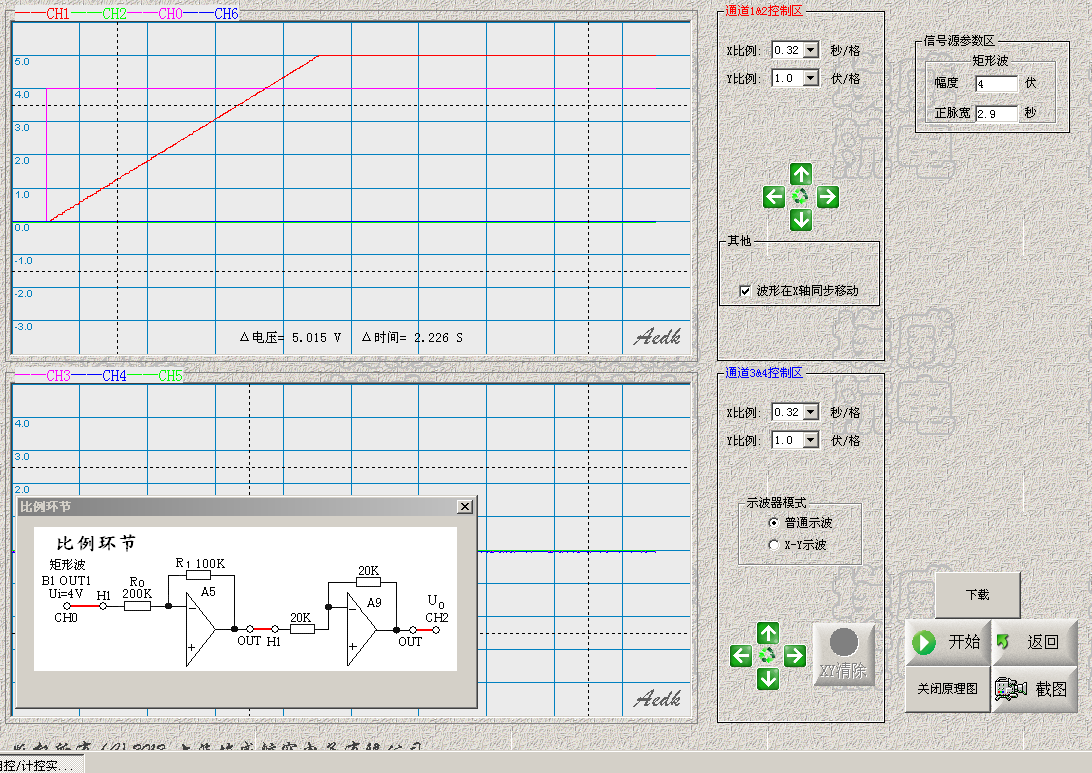 CH1 CH2 CH0 CH6
5.0
4.0
3.0
2.0
1.0
0.0
-1.0
-2.0
-3.0
△电压= 5.015 V △时间= 2.226 S
Aedk
通道1&2控制区
X比例: 0.32 秒/格
Y比例: 1.0 伏/格
其他
波形在X轴同步移动
信号源参数区
矩形波
幅度 4 伏
正脉宽 2.9 秒
CH3 CH4 CH5
4.0
3.0
2.0
比例环节
比例环节
矩形波
B1 OUT1
Ui=4V
CH0
H1
R0
200K
R1 100K
A5
OUT H1
20K
20K
A9
OUT
U0
CH2
Aedk
通道3&4控制区
X比例: 0.32 秒/格
Y比例: 1.0 伏/格
示波器模式
普通示波
X-Y示波
XY清除
下载
开始
返回
关闭原理图
截图
控/计控实...